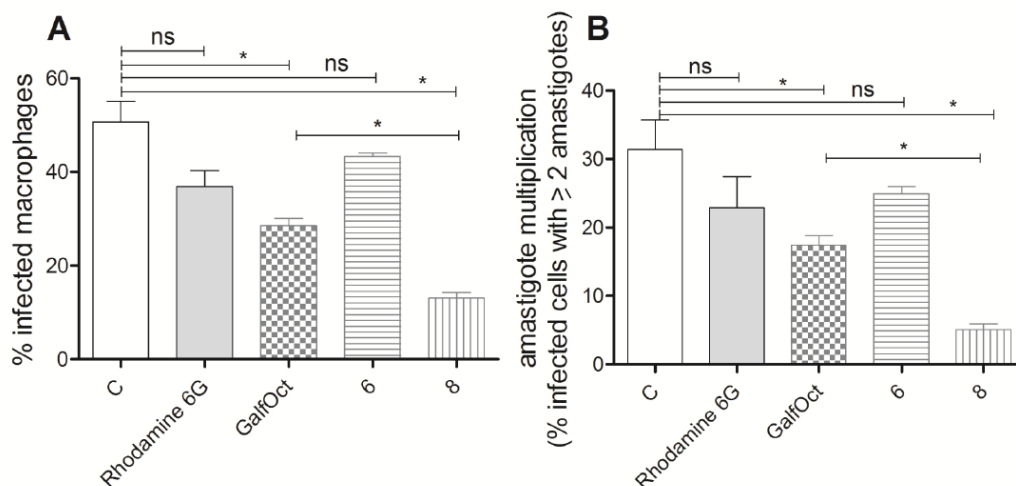 A
ns
*
ns
*
*
% infected macrophages
60
40
20
0
C
Rhodamine 6G
GalfOct
6
8
B
ns
*
ns
*
*
amastigote multiplication
(% infected cells with ≥ 2 amastigotes)
40
30
20
10
0
C
Rhodamine 6G
GalfOct
6
8